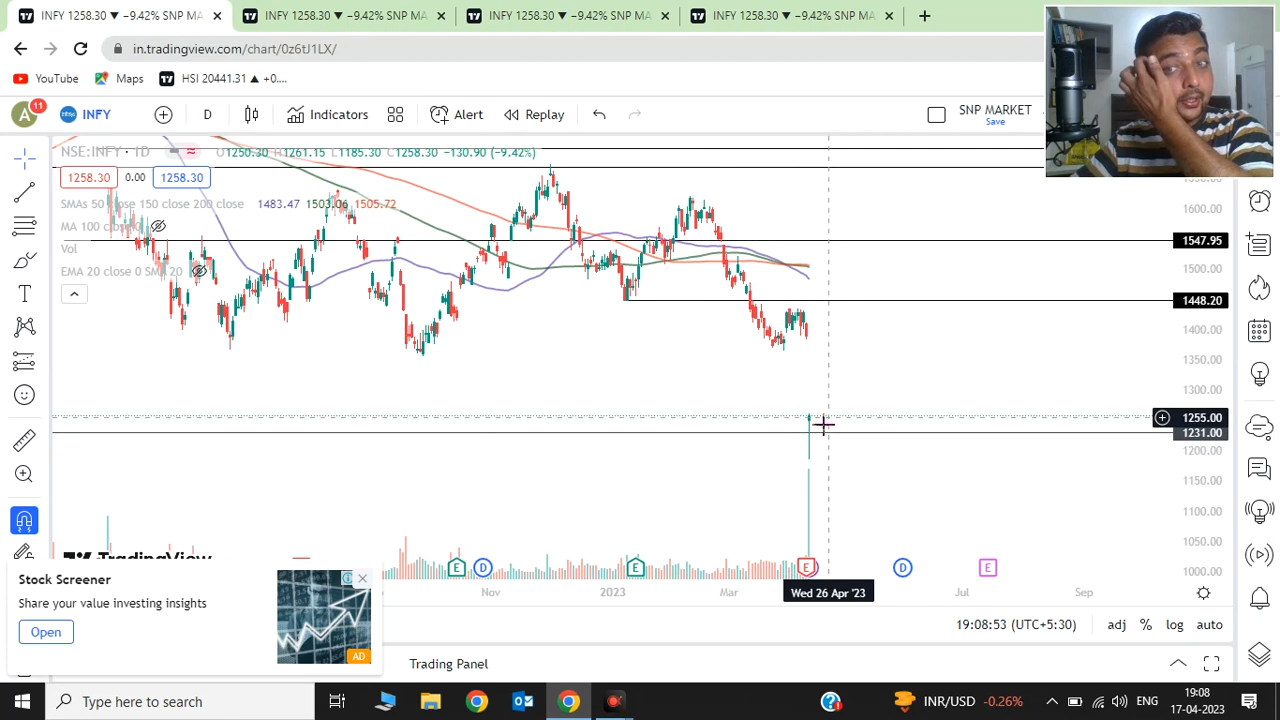 INFY 1258.30 ▼ −9.42% SNP MA
INFY 1258.30 ▼ −9.42% SNP MA
INFY 1258.30 ▼ −9.42% SNP MA
INFY 1258.30 ▼ −9.42% SNP MA
in.tradingview.com/chart/0z6tJ1LX/
YouTube
Maps
HSI 20441.31 ▲ +0....
A
11
INFY
D
Indicators
Alert
Replay
SNP MARKET
Save
NSE:INFY · 1D
O1250.30 H1261.15 L1185.30 C1258.30 −130.90 (−9.42%)
1258.30
0.00
1258.30
SMAs 50 close 150 close 200 close 1483.47 1503.06 1505.72
MA 100
Vol
EMA 20 close 0 SMA 20
1600.00
1547.95
1500.00
1448.20
1400.00
1350.00
1300.00
1255.00
1231.00
1200.00
1150.00
1100.00
1050.00
1000.00
TradingView
E
D
E
E
D
E
Nov
2023
Mar
Wed 26 Apr '23
Jul
Sep
Stock Screener
Share your value investing insights
Open
AD
19:08:53 (UTC+5:30)
adj
%
log
auto
Trading Panel
Type here to search
INR/USD -0.26%
ENG
19:08
17-04-2023